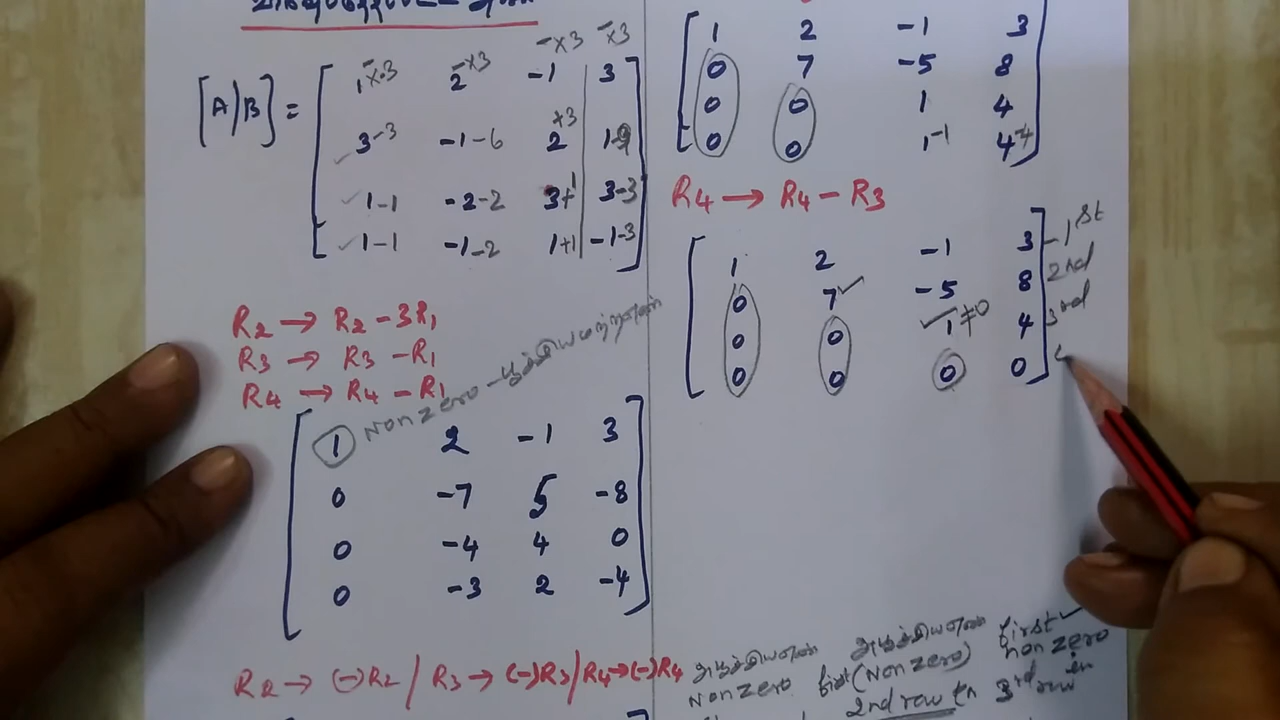 [A/B] = 
1 -×3 2 -×3 -1 -×3 3 -×3
3-3 -1-6 2 +3 1-9
1-1 -2-2 3+1 3-3
1-1 -1-2 1+1 -1-3
R2 → R2 - 3R1
R3 → R3 - R1
R4 → R4 - R1
Non zero - பூச்சியமற்ற எண்
1 2 -1 3
0 -7 5 -8
0 -4 4 0
0 -3 2 -4
R2 → (-)R2 / R3 → (-)R3 / R4 → (-)R4
1 2 -1 3
0 7 -5 8
0 0 1 4
0 0 1-1 4-4
R4 → R4 - R3
1 2 -1 3 - 1st
0 7 ✓ -5 8 2nd
0 0 ✓ 1 ≠0 4 3rd
0 0 0 0
first ✓
Non zero first (Non zero) non zero
2nd row 3rd row